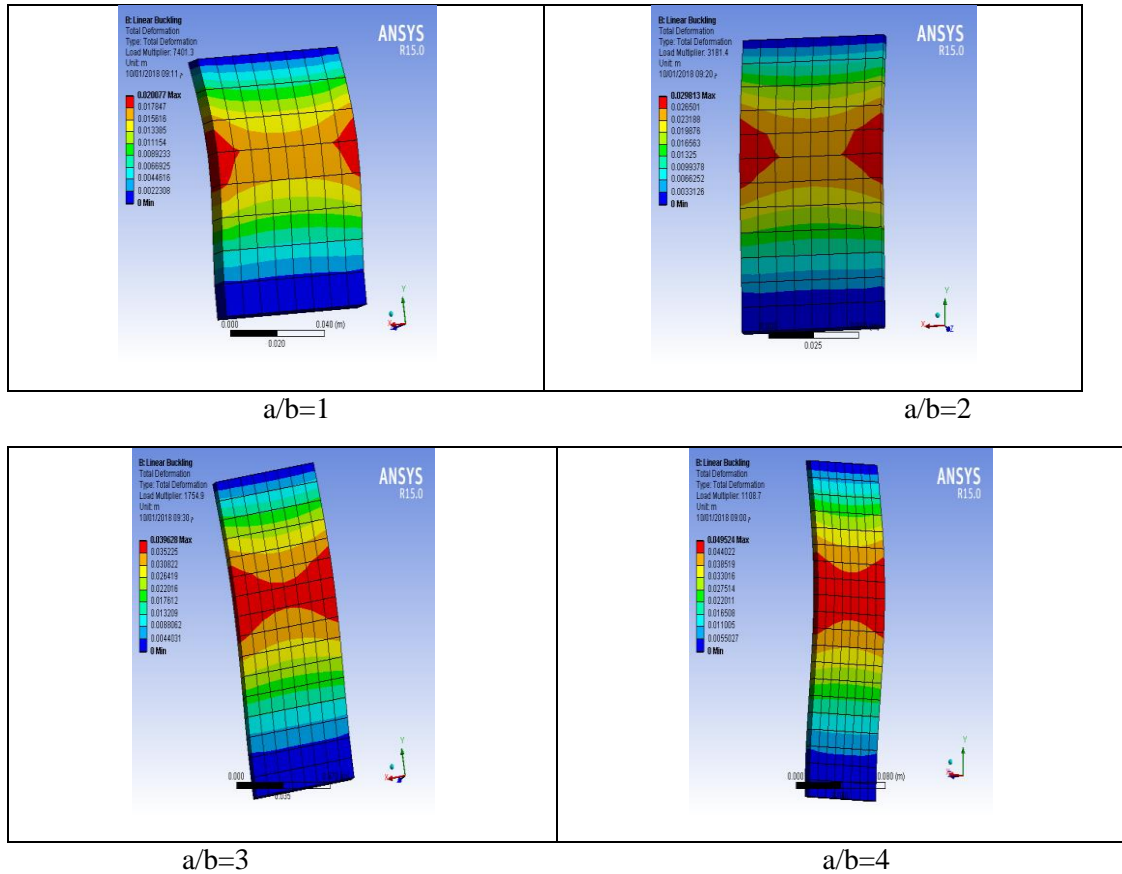 B: Linear Buckling
Total Deformation
Type: Total Deformation
Load Multiplier: 7401.3
Unit: m
10/01/2018 09:11 م
0.020077 Max
0.017847
0.015616
0.013385
0.011154
0.0089233
0.0066925
0.0044616
0.0022308
0 Min
ANSYS
R15.0
0.000
0.040 (m)
0.020
Y
X
B: Linear Buckling
Total Deformation
Type: Total Deformation
Load Multiplier: 3181.4
Unit: m
10/01/2018 09:20 م
0.029813 Max
0.026501
0.023188
0.019876
0.016563
0.01325
0.0099378
0.0066252
0.0033126
0 Min
ANSYS
R15.0
0.025
Y
X
Z
a/b=1
a/b=2
B: Linear Buckling
Total Deformation
Type: Total Deformation
Load Multiplier: 1754.9
Unit: m
10/01/2018 09:30 م
0.039628 Max
0.035225
0.030822
0.026419
0.022016
0.017612
0.013209
0.0088062
0.0044031
0 Min
ANSYS
R15.0
0.000
0.035
Y
X
B: Linear Buckling
Total Deformation
Type: Total Deformation
Load Multiplier: 1108.7
Unit: m
10/01/2018 09:00 م
0.049524 Max
0.044022
0.038519
0.033016
0.027514
0.022011
0.016508
0.011005
0.0055027
0 Min
ANSYS
R15.0
0.000
0.080 (m)
Y
a/b=3
a/b=4